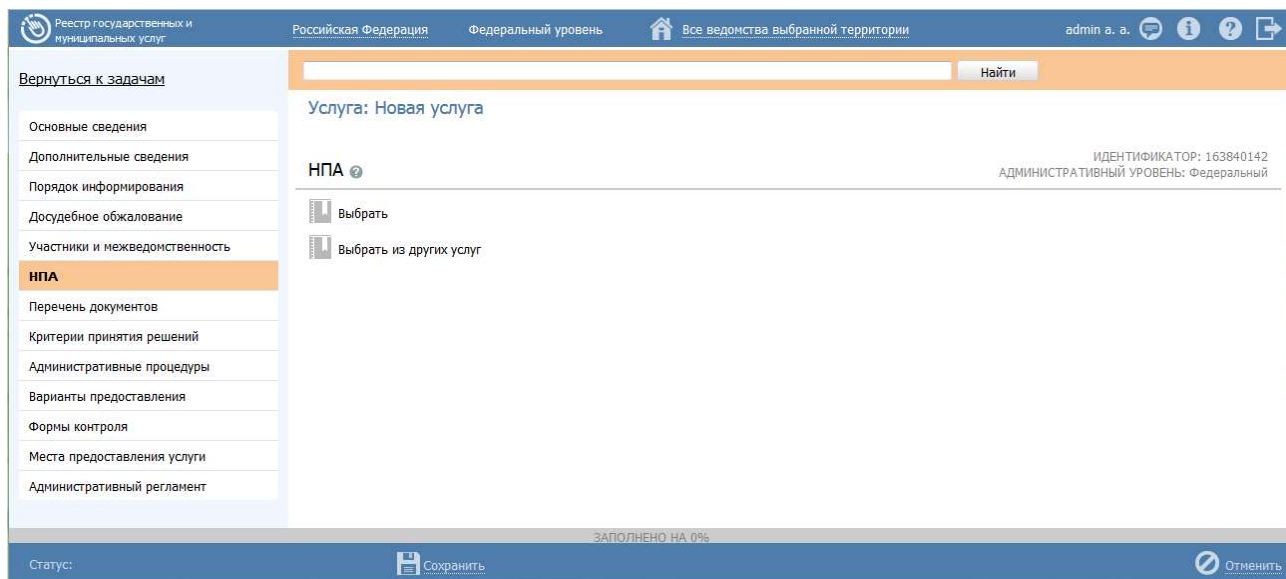 Реестр государственных и
муниципальных услуг
Российская Федерация Федеральный уровень Все ведомства выбранной территории admin a. a.
Вернуться к задачам
Найти
Услуга: Новая услуга
Основные сведения
Дополнительные сведения
Порядок информирования
Досудебное обжалование
Участники и межведомственность
НПА
Перечень документов
Критерии принятия решений
Административные процедуры
Варианты предоставления
Формы контроля
Места предоставления услуги
Административный регламент
НПА ?
ИДЕНТИФИКАТОР: 163840142
АДМИНИСТРАТИВНЫЙ УРОВЕНЬ: Федеральный
Выбрать
Выбрать из других услуг
ЗАПОЛНЕНО НА 0%
Статус: Сохранить Отменить